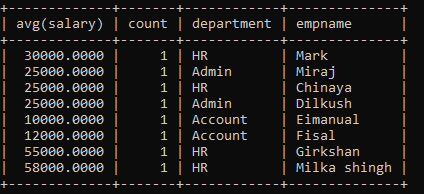 +-------------+-------+------------+--------------+
| avg(salary) | count | department | empname      |
+-------------+-------+------------+--------------+
|  30000.0000 |     1 | HR         | Mark         |
|  25000.0000 |     1 | Admin      | Miraj        |
|  25000.0000 |     1 | HR         | Chinaya      |
|  25000.0000 |     1 | Admin      | Dilkush      |
|  10000.0000 |     1 | Account    | Eimanual     |
|  12000.0000 |     1 | Account    | Fisal        |
|  55000.0000 |     1 | HR         | Girkshan     |
|  58000.0000 |     1 | HR         | Milka shingh |
+-------------+-------+------------+--------------+